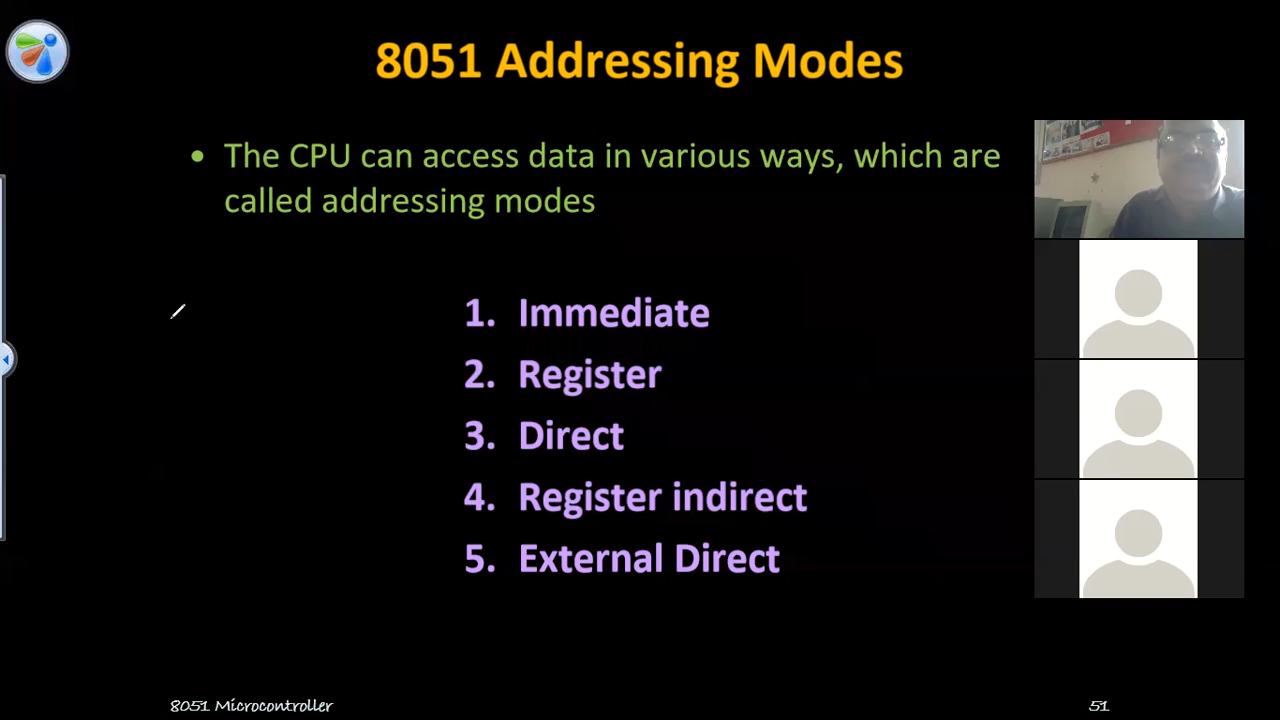 8051 Addressing Modes
• The CPU can access data in various ways, which are
called addressing modes
1. Immediate
2. Register
3. Direct
4. Register indirect
5. External Direct
8051 Microcontroller
51